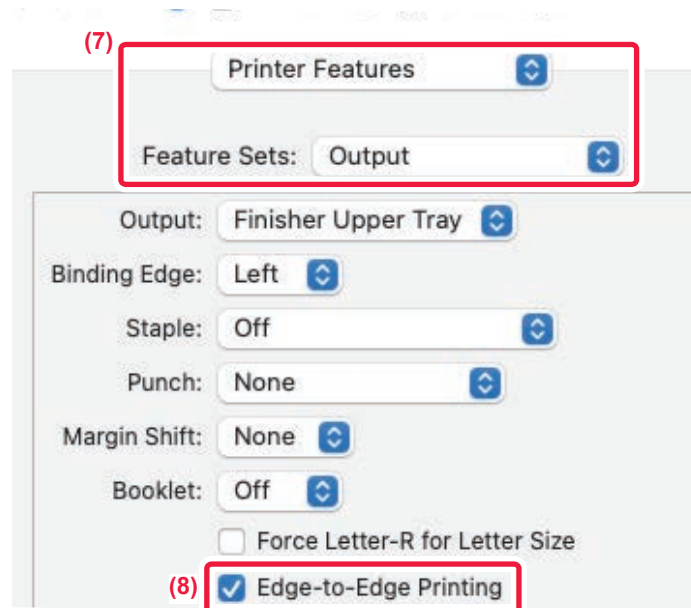 (7)
Printer Features
Feature Sets: Output
Output: Finisher Upper Tray
Binding Edge: Left
Staple: Off
Punch: None
Margin Shift: None
Booklet: Off
Force Letter-R for Letter Size
(8) Edge-to-Edge Printing